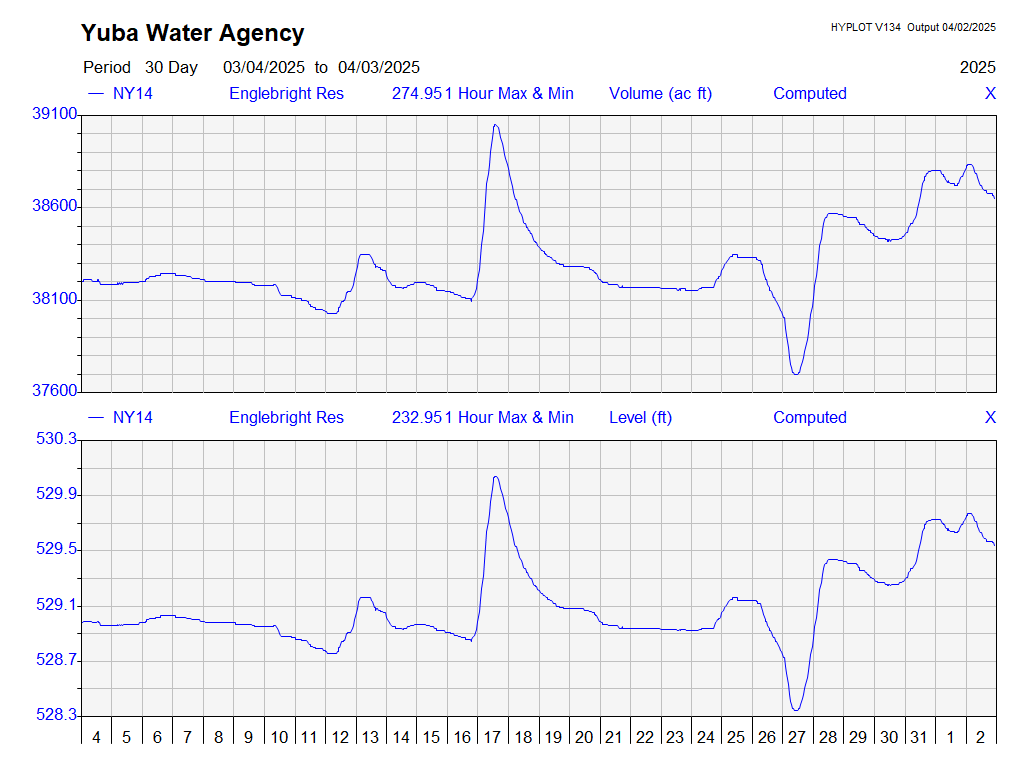 Yuba Water Agency
HYPLOT V134 Output 04/02/2025
Period 30 Day 03/04/2025 to 04/03/2025
2025
NY14 Englebright Res 274.951 Hour Max & Min Volume (ac ft) Computed X
39100
38600
38100
37600
NY14 Englebright Res 232.951 Hour Max & Min Level (ft) Computed X
530.3
529.9
529.5
529.1
528.7
528.3
4 5 6 7 8 9 10 11 12 13 14 15 16 17 18 19 20 21 22 23 24 25 26 27 28 29 30 31 1 2